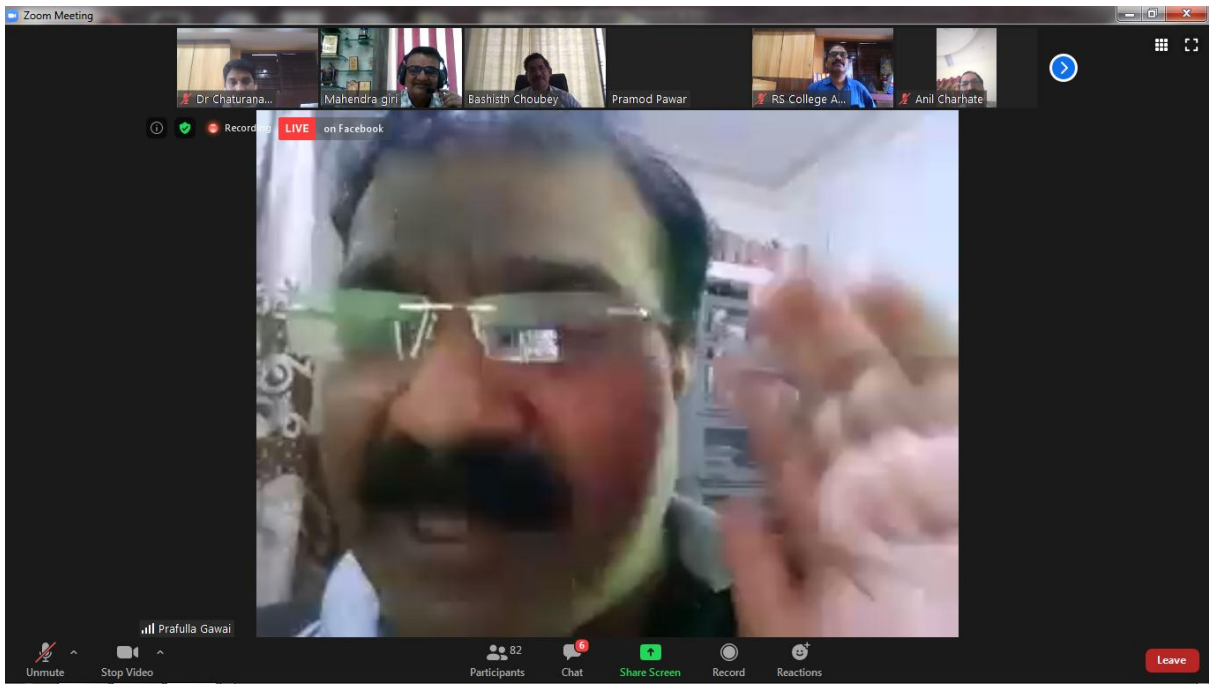 Zoom Meeting
Dr Chaturana...
Mahendra giri
Bashisth Choubey
Pramod Pawar
RS College A...
Anil Charhate
Recording
LIVE on Facebook
Prafulla Gawai
82
6
Unmute
Stop Video
Participants
Chat
Share Screen
Record
Reactions
Leave